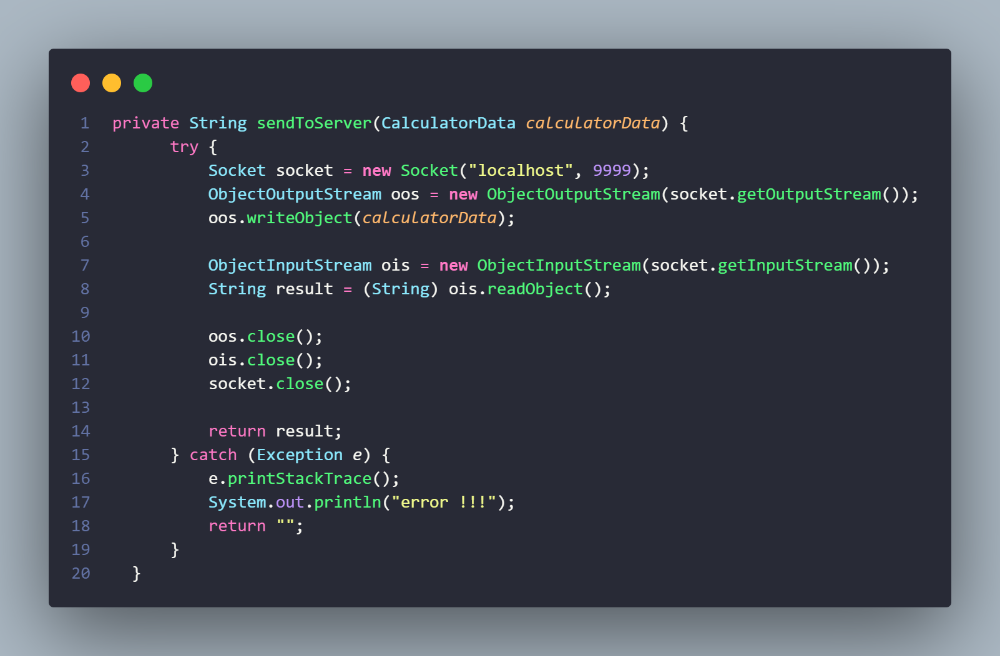 1 private String sendToServer(CalculatorData calculatorData) {
2 try {
3 Socket socket = new Socket("localhost", 9999);
4 ObjectOutputStream oos = new ObjectOutputStream(socket.getOutputStream());
5 oos.writeObject(calculatorData);
6
7 ObjectInputStream ois = new ObjectInputStream(socket.getInputStream());
8 String result = (String) ois.readObject();
9
10 oos.close();
11 ois.close();
12 socket.close();
13
14 return result;
15 } catch (Exception e) {
16 e.printStackTrace();
17 System.out.println("error !!!");
18 return "";
19 }
20 }